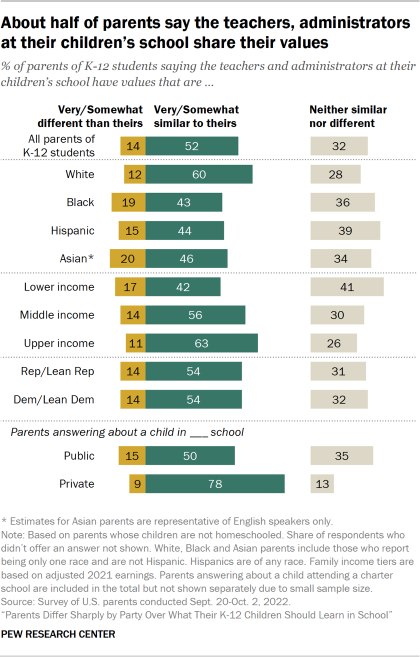 About half of parents say the teachers, administrators
at their children's school share their values
% of parents of K-12 students saying the teachers and administrators at their
children's school have values that are ...
Very/Somewhat different than theirs Very/Somewhat similar to theirs Neither similar nor different
All parents of K-12 students 14 52 32
White 12 60 28
Black 19 43 36
Hispanic 15 44 39
Asian* 20 46 34
Lower income 17 42 41
Middle income 14 56 30
Upper income 11 63 26
Rep/Lean Rep 14 54 31
Dem/Lean Dem 14 54 32
Parents answering about a child in ___ school
Public 15 50 35
Private 9 78 13
* Estimates for Asian parents are representative of English speakers only.
Note: Based on parents whose children are not homeschooled. Share of respondents who
didn't offer an answer not shown. White, Black and Asian parents include those who report
being only one race and are not Hispanic. Hispanics are of any race. Family income tiers are
based on adjusted 2021 earnings. Parents answering about a child attending a charter
school are included in the total but not shown separately due to small sample size.
Source: Survey of U.S. parents conducted Sept. 20-Oct. 2, 2022.
"Parents Differ Sharply by Party Over What Their K-12 Children Should Learn in School"
PEW RESEARCH CENTER